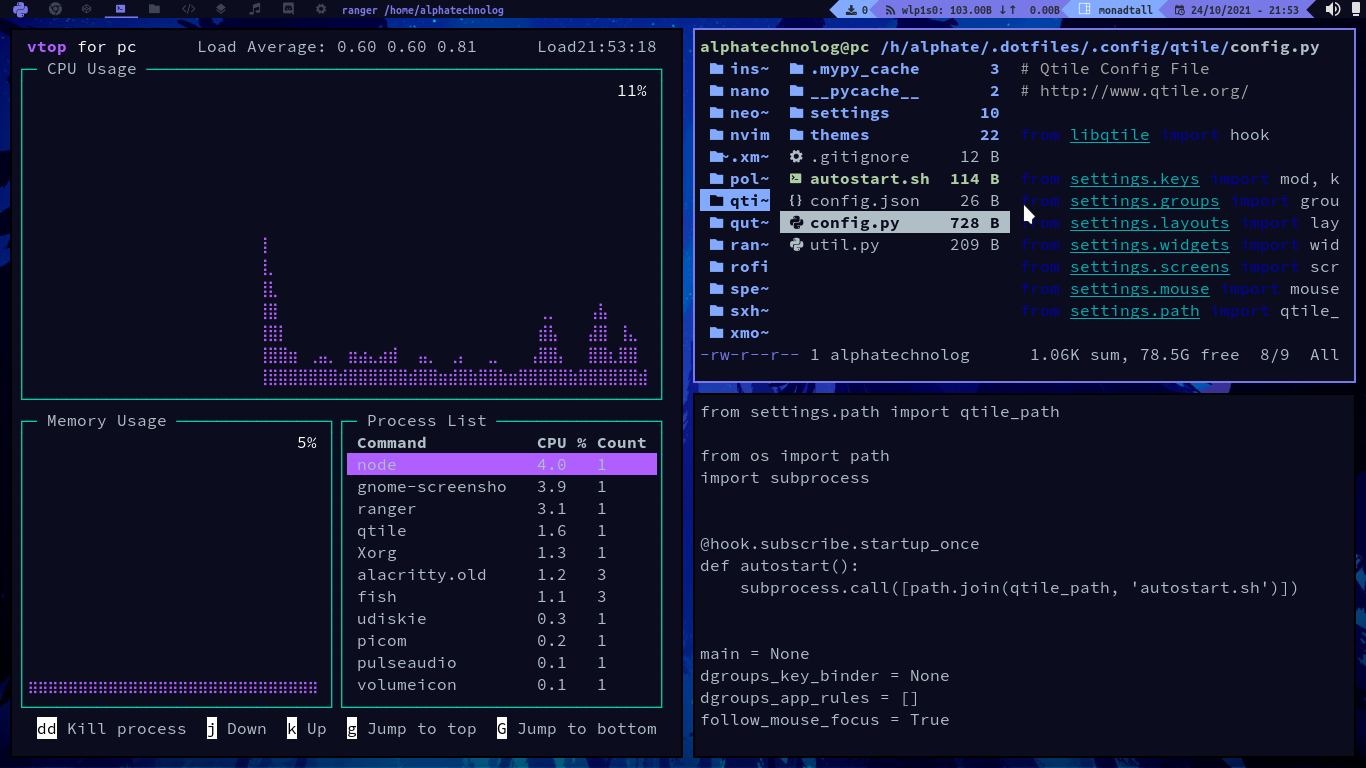 ranger /home/alphatechnolog
0
wlp1s0: 103.00B ↓↑ 0.00B
monadtall
24/10/2021 - 21:53
vtop for pc
Load Average: 0.60 0.60 0.81
Load21:53:18
CPU Usage
11%
Memory Usage
5%
Process List
Command CPU % Count
node 4.0 1
gnome-screensho 3.9 1
ranger 3.1 1
qtile 1.6 1
Xorg 1.3 1
alacritty.old 1.2 3
fish 1.1 3
udiskie 0.3 1
picom 0.2 1
pulseaudio 0.1 1
volumeicon 0.1 1
dd Kill process j Down k Up g Jump to top G Jump to bottom
alphatechnolog@pc /h/alphate/.dotfiles/.config/qtile/config.py
ins~ .mypy_cache 3 # Qtile Config File
nano __pycache__ 2 # http://www.qtile.org/
neo~ settings 10
nvim themes 22 from libqtile import hook
~.xm~ .gitignore 12 B
pol~ autostart.sh 114 B from settings.keys import mod, k
qti~ {} config.json 26 B from settings.groups import grou
qut~ config.py 728 B from settings.layouts import lay
ran~ util.py 209 B from settings.widgets import wid
rofi from settings.screens import scr
spe~ from settings.mouse import mouse
sxh~ from settings.path import qtile_
xmo~
-rw-r--r-- 1 alphatechnolog 1.06K sum, 78.5G free 8/9 All
from settings.path import qtile_path
from os import path
import subprocess
@hook.subscribe.startup_once
def autostart():
    subprocess.call([path.join(qtile_path, 'autostart.sh')])
main = None
dgroups_key_binder = None
dgroups_app_rules = []
follow_mouse_focus = True